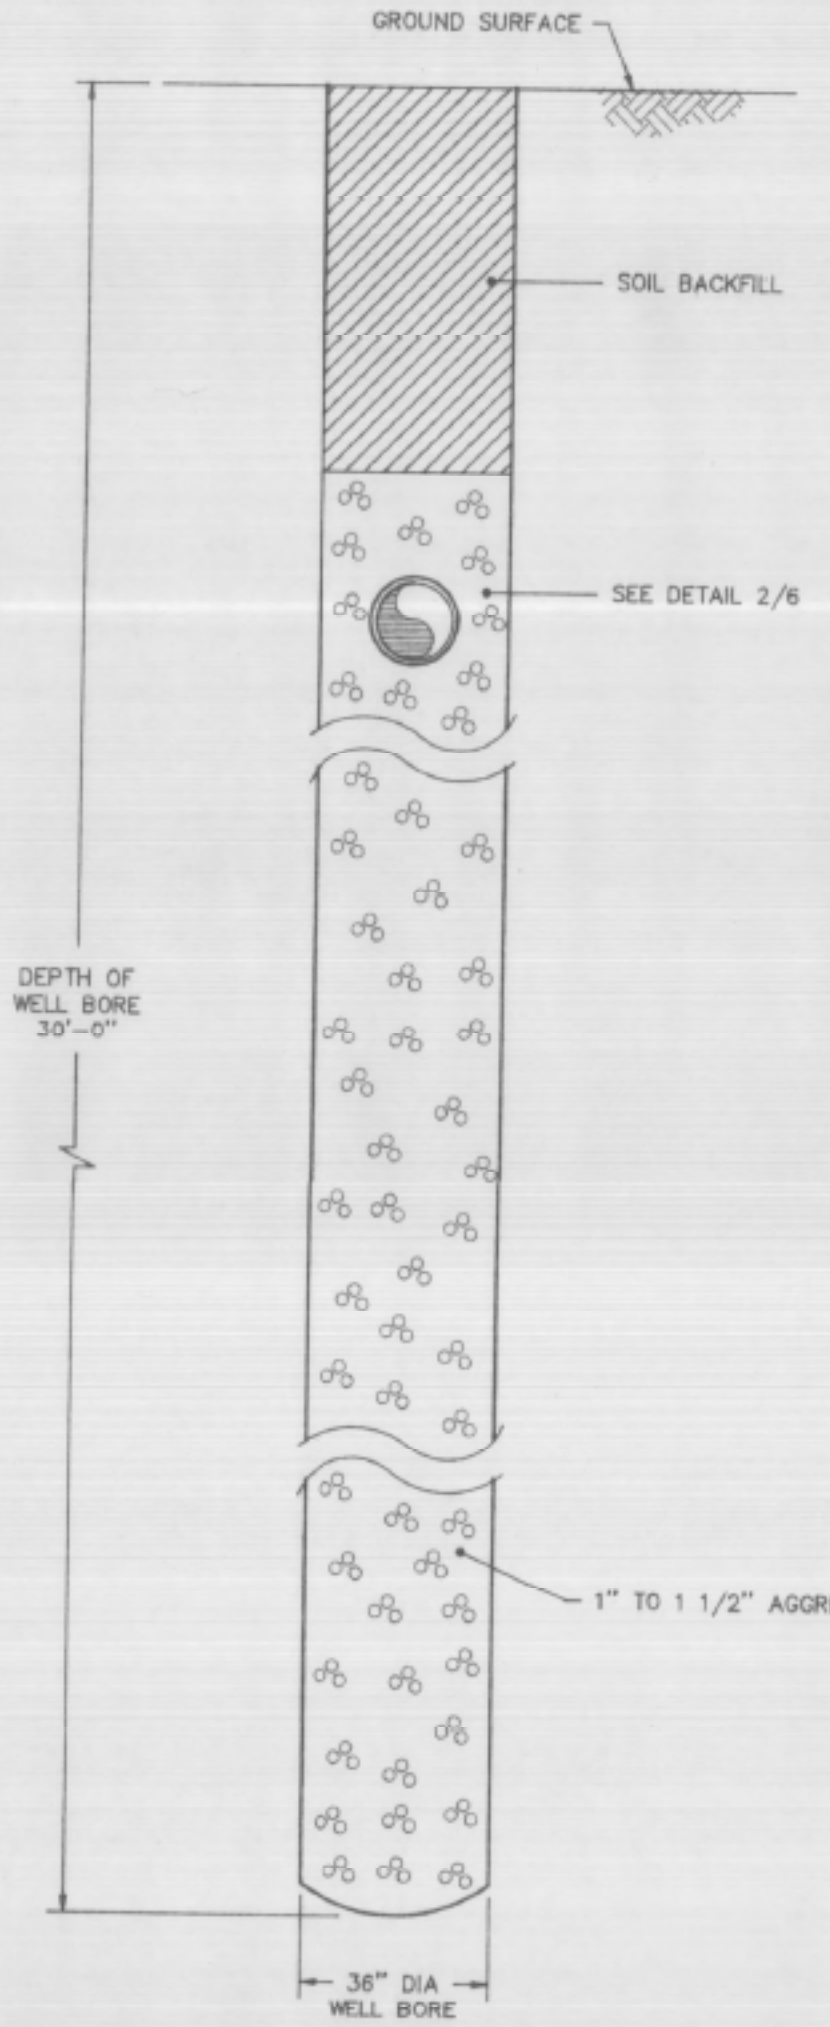 GROUND SURFACE
SOIL BACKFILL
SEE DETAIL 2/6
DEPTH OF
WELL BORE
30'-0"
1" TO 1 1/2"
36" DIA
WELL BORE